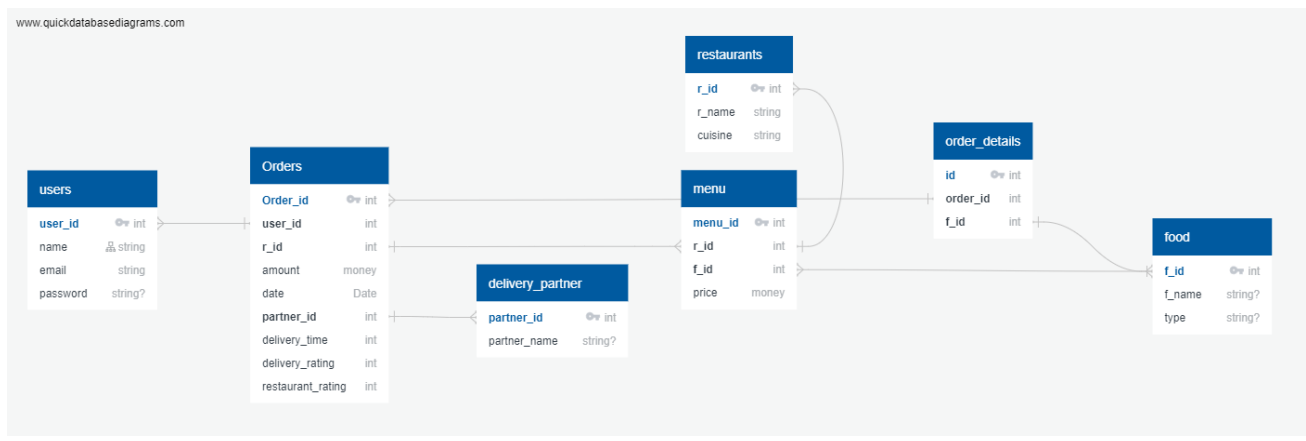 www.quickdatabasediagrams.com
users
user_id int
name string
email string
password string?
Orders
Order_id int
user_id int
r_id int
amount money
date Date
partner_id int
delivery_time int
delivery_rating int
restaurant_rating int
delivery_partner
partner_id int
partner_name string?
restaurants
r_id int
r_name string
cuisine string
menu
menu_id int
r_id int
f_id int
price money
order_details
id int
order_id int
f_id int
food
f_id int
f_name string?
type string?